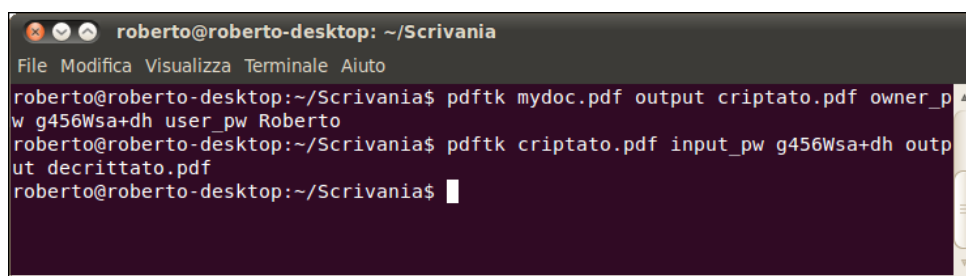 roberto@roberto-desktop: ~/Scrivania
File Modifica Visualizza Terminale Aiuto
roberto@roberto-desktop:~/Scrivania$ pdftk mydoc.pdf output criptato.pdf owner_p
w g456Wsa+dh user_pw Roberto
roberto@roberto-desktop:~/Scrivania$ pdftk criptato.pdf input_pw g456Wsa+dh outp
ut decrittato.pdf
roberto@roberto-desktop:~/Scrivania$